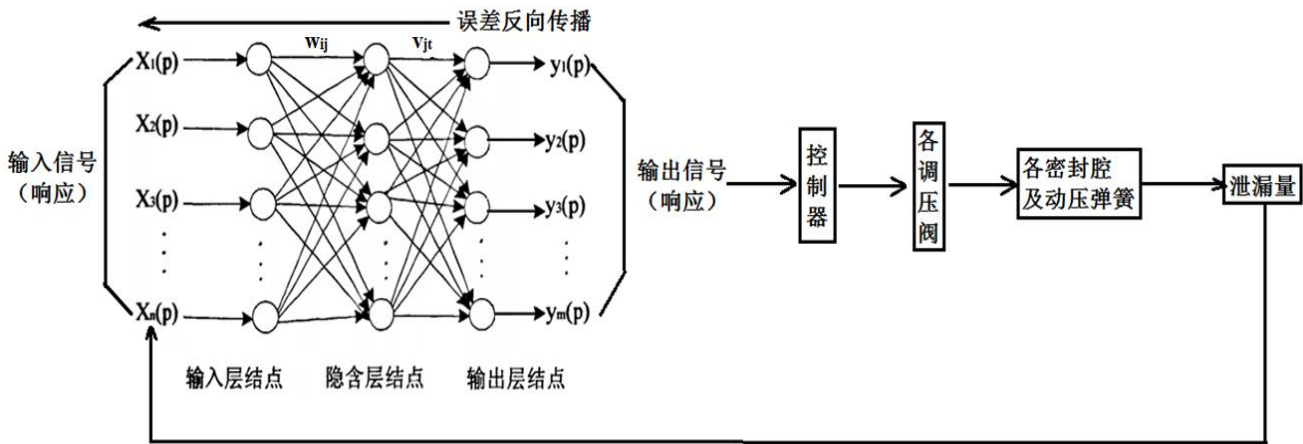 误差反向传播
wij
vjt
X1(p)
y1(p)
X2(p)
y2(p)
输入信号
（响应）
X3(p)
y3(p)
输出信号
（响应）
控
制
器
各
调
压
阀
各密封腔
及动压弹簧
泄漏量
Xn(p)
ym(p)
输入层结点
隐含层结点
输出层结点